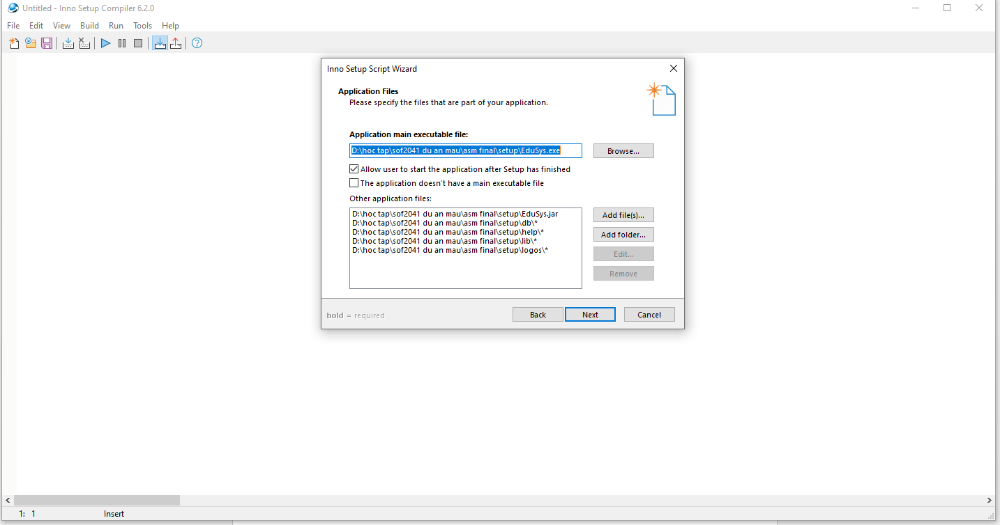 Untitled - Inno Setup Compiler 6.2.0
File Edit View Build Run Tools Help
Inno Setup Script Wizard
Application Files
Please specify the files that are part of your application.
Application main executable file:
D:\hoc tap\sof2041 du an mau\asm final\setup\EduSys.exe
Browse...
Allow user to start the application after Setup has finished
The application doesn't have a main executable file
Other application files:
D:\hoc tap\sof2041 du an mau\asm final\setup\EduSys.jar
D:\hoc tap\sof2041 du an mau\asm final\setup\db\*
D:\hoc tap\sof2041 du an mau\asm final\setup\help\*
D:\hoc tap\sof2041 du an mau\asm final\setup\lib\*
D:\hoc tap\sof2041 du an mau\asm final\setup\logos\*
Add file(s)...
Add folder...
Edit...
Remove
bold = required
Back
Next
Cancel
1: 1
Insert